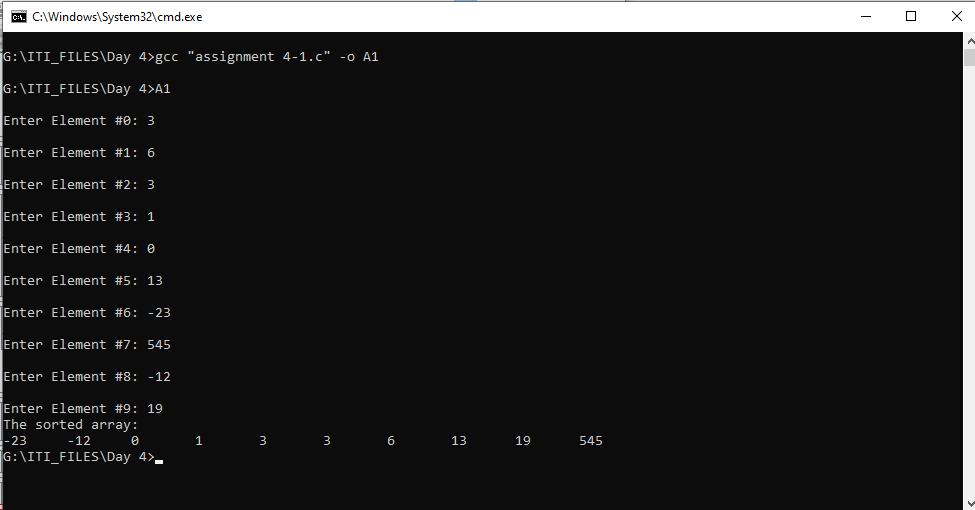 C:\Windows\System32\cmd.exe
G:\ITI_FILES\Day 4>gcc "assignment 4-1.c" -o A1
G:\ITI_FILES\Day 4>A1
Enter Element #0: 3
Enter Element #1: 6
Enter Element #2: 3
Enter Element #3: 1
Enter Element #4: 0
Enter Element #5: 13
Enter Element #6: -23
Enter Element #7: 545
Enter Element #8: -12
Enter Element #9: 19
The sorted array:
-23     -12     0       1       3       3       6       13      19      545
G:\ITI_FILES\Day 4>